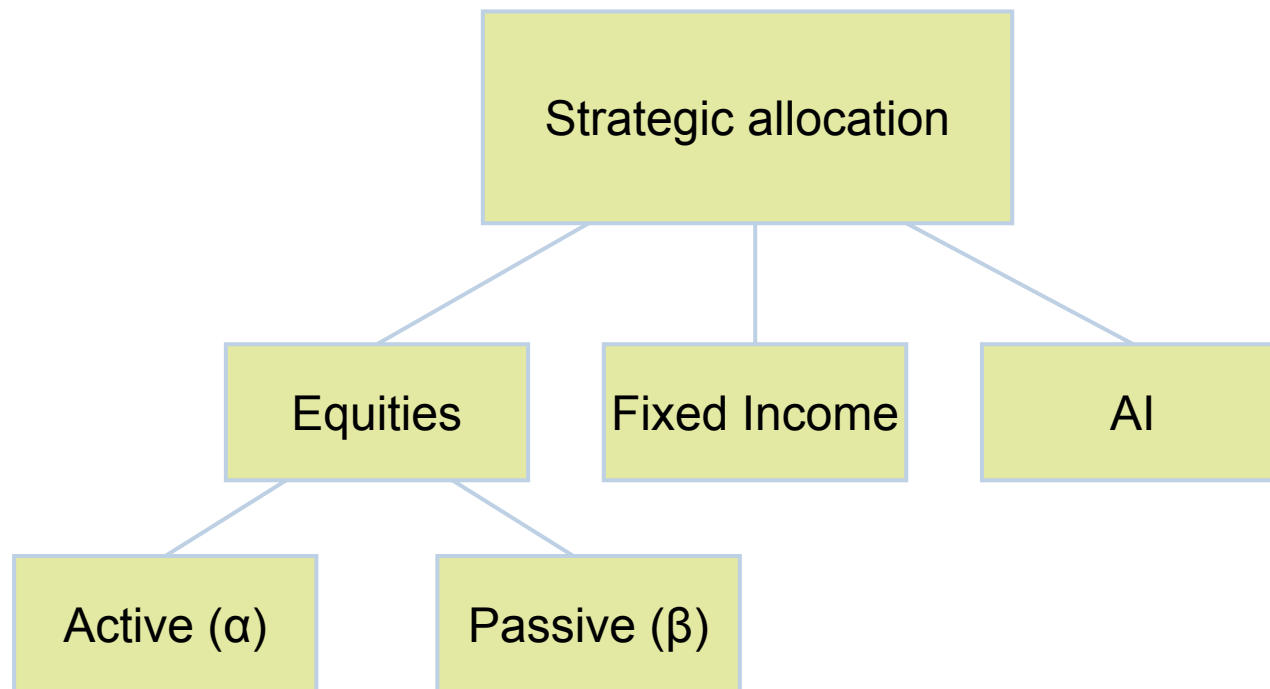 Strategic allocation
Equities
Fixed Income
AI
Active (α)
Passive (β)